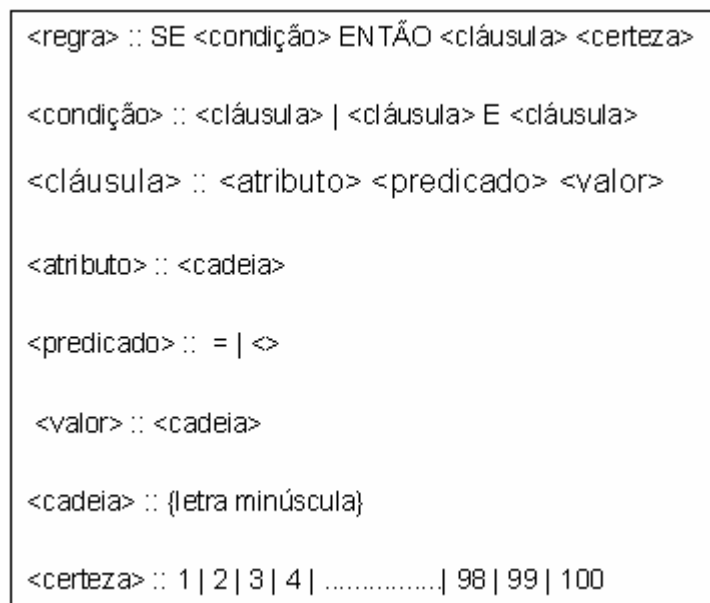 <regra> :: SE <condição> ENTÃO <cláusula> <certeza>
<condição> :: <cláusula> | <cláusula> E <cláusula>
<cláusula> :: <atributo> <predicado> <valor>
<atributo> :: <cadeia>
<predicado> :: = | <>
<valor> :: <cadeia>
<cadeia> :: {letra minúscula}
<certeza> :: 1 | 2 | 3 | 4 | ................| 98 | 99 | 100